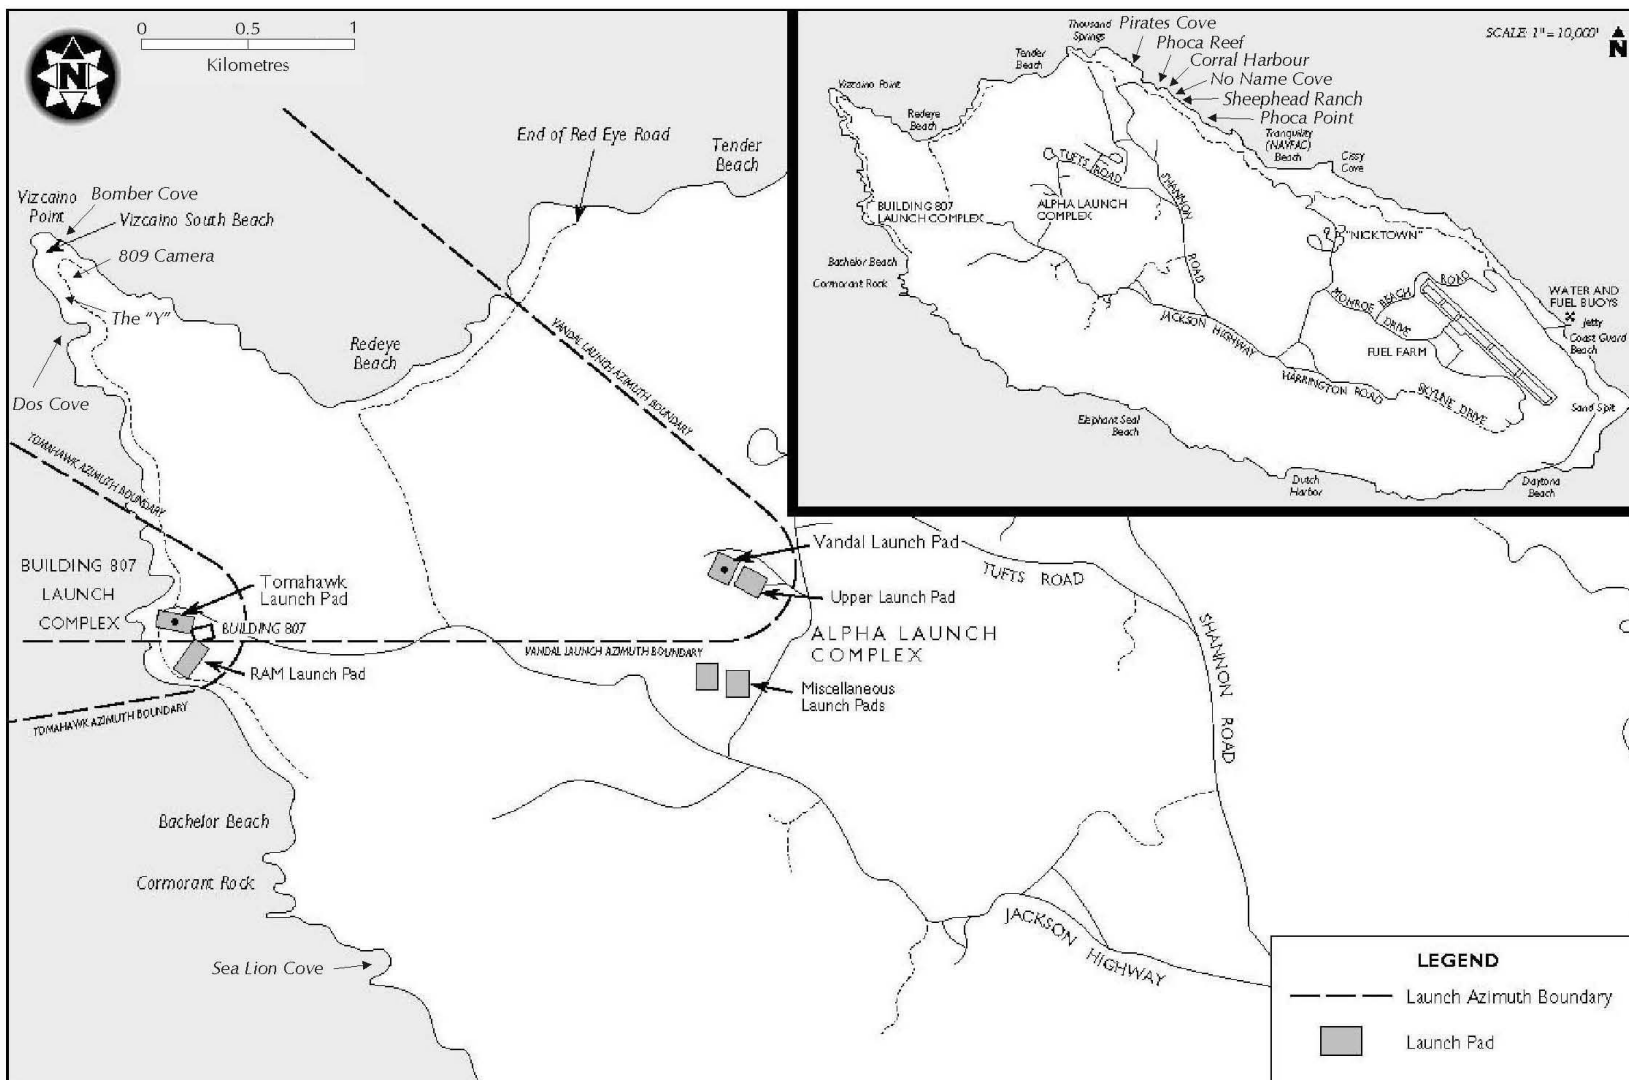 0
0.5
1
Kilometres
N
End of Red Eye Road
Tender
Beach
Vizcaino
Point
Bomber Cove
Vizcaino South Beach
809 Camera
The "Y"
Redeye
Beach
Dos Cove
VANDAL LAUNCH AZIMUTH BOUNDARY
TOMAHAWK AZIMUTH BOUNDARY
BUILDING 807
LAUNCH
COMPLEX
Tomahawk
Launch Pad
BUILDING 807
RAM Launch Pad
TOMAHAWK AZIMUTH BOUNDARY
VANDAL LAUNCH AZIMUTH BOUNDARY
Vandal Launch Pad
Upper Launch Pad
ALPHA LAUNCH
COMPLEX
Miscellaneous
Launch Pads
TUFTS ROAD
SHANNON ROAD
JACKSON HIGHWAY
Bachelor Beach
Cormorant Rock
Sea Lion Cove
LEGEND
Launch Azimuth Boundary
Launch Pad
SCALE: 1" = 10,000'
N
Thousand
Springs
Pirates Cove
Phoca Reef
Corral Harbour
No Name Cove
Sheephead Ranch
Phoca Point
Tranquility
(NAVFAC)
Beach
Cissy
Cove
Tender
Beach
Vizcaino Point
Redeye
Beach
TUFTS
ROAD
SHANNON
ROAD
BUILDING 807
LAUNCH COMPLEX
ALPHA LAUNCH
COMPLEX
"NICKTOWN"
Bachelor Beach
Cormorant Rock
JACKSON HIGHWAY
MONROE BEACH ROAD
DRIVE
FUEL FARM
WATER AND
FUEL BUOYS
Jetty
Coast Guard
Beach
HARRINGTON ROAD
SKYLINE DRIVE
Sand Spit
Elephant Seal
Beach
Dutch
Harbor
Daytona
Beach